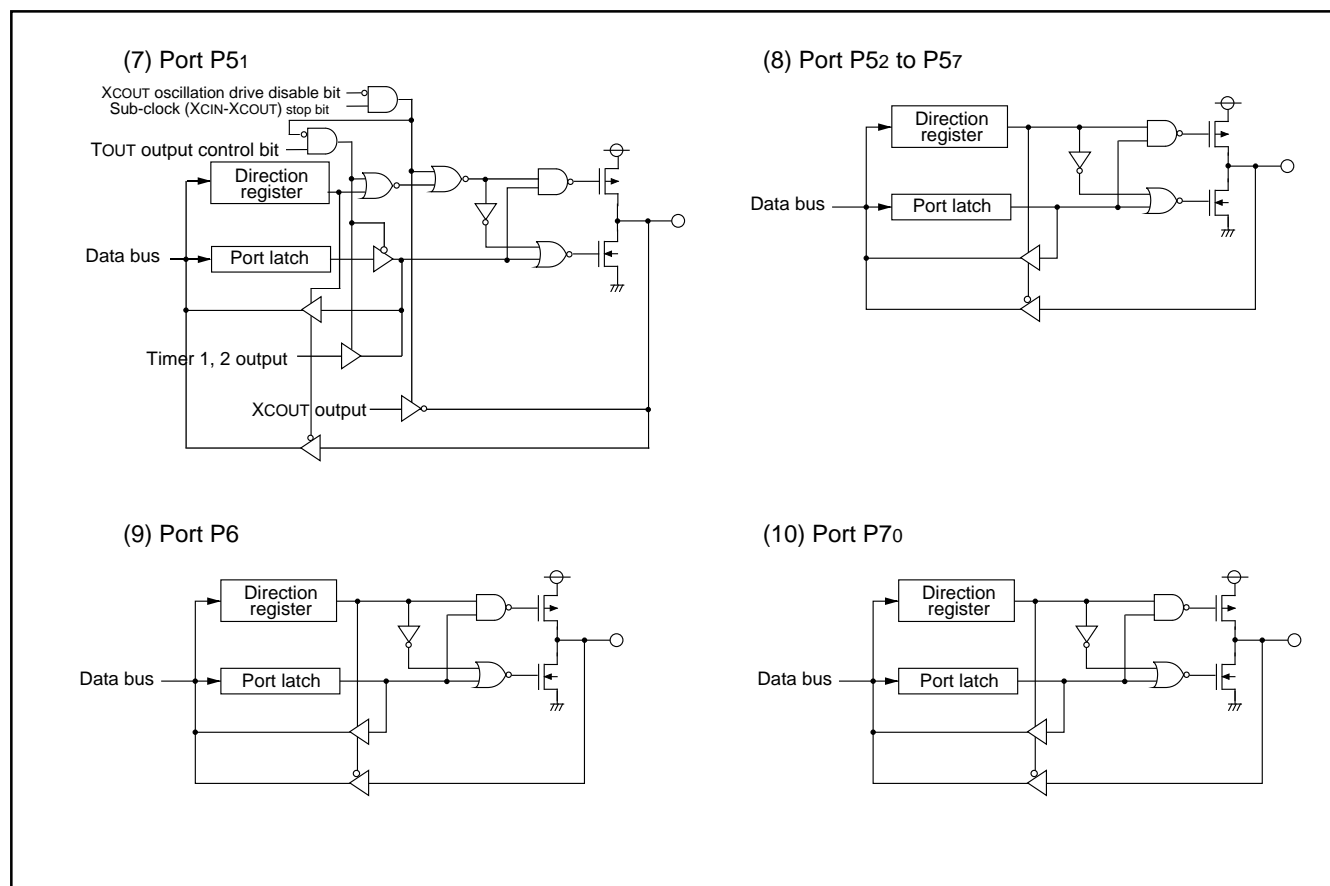 (7) Port P51
XCOUT oscillation drive disable bit
Sub-clock (XCIN-XCOUT) stop bit
TOUT output control bit
Direction
register
Data bus
Port latch
Timer 1, 2 output
XCOUT output
(8) Port P52 to P57
Direction
register
Data bus
Port latch
(9) Port P6
Direction
register
Data bus
Port latch
(10) Port P70
Direction
register
Data bus
Port latch